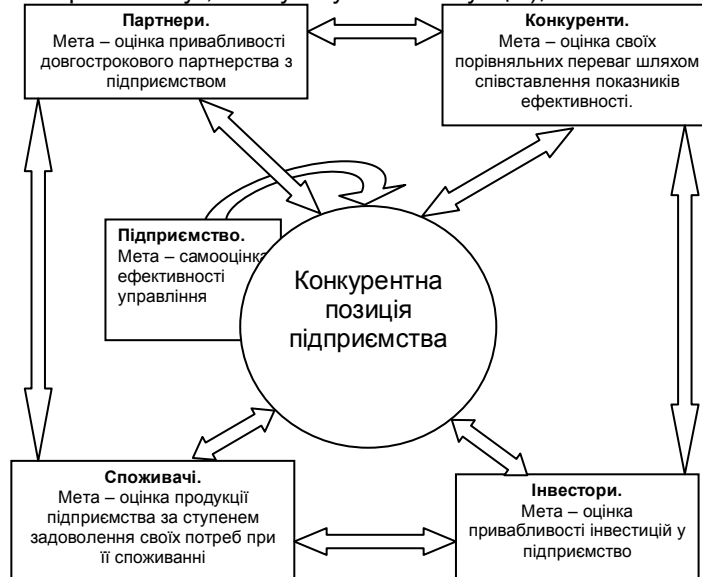 Партнери.
Мета – оцінка привабливості
довгострокового партнерства з
підприємством
Конкуренти.
Мета – оцінка своїх
порівняльних переваг шляхом
співставлення показників
ефективності.
Підприємство.
Мета – самооцінка
ефективності
управління
Конкурентна
позиція
підприємства
Споживачі.
Мета – оцінка продукції
підприємства за ступенем
задоволення своїх потреб при
її споживанні
Інвестори.
Мета – оцінка
привабливості інвестицій у
підприємство